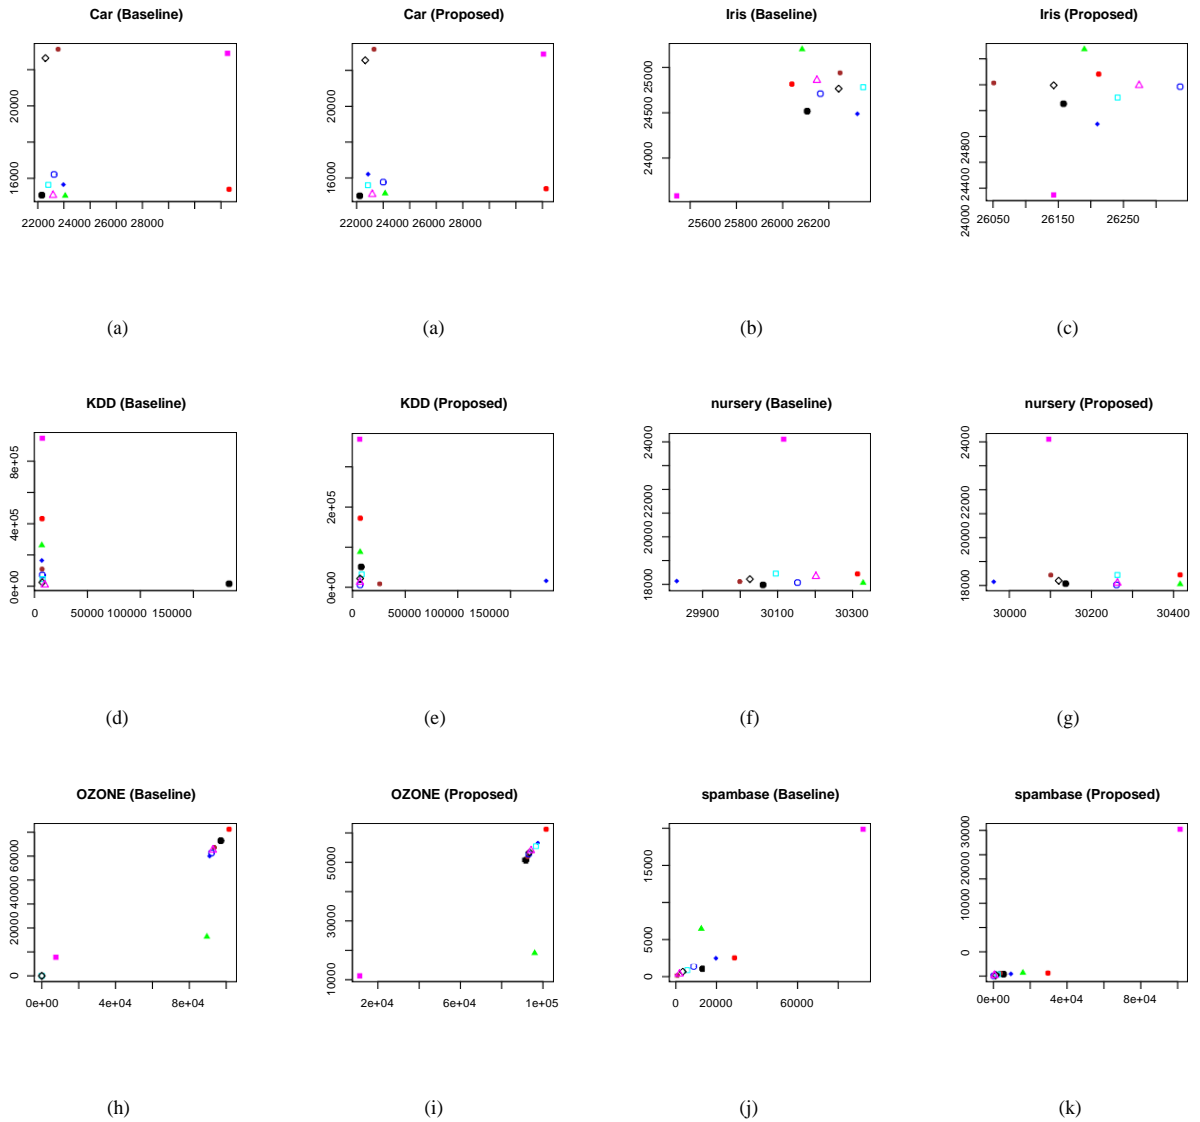 Car (Baseline)
Car (Proposed)
Iris (Baseline)
Iris (Proposed)
16000 20000
22000 24000 26000 28000
16000 20000
22000 24000 26000 28000
24000 24500 25000
25600 25800 26000 26200
24000 24400 24800
26050 26150 26250
(a)
(a)
(b)
(c)
KDD (Baseline)
KDD (Proposed)
nursery (Baseline)
nursery (Proposed)
0e+00 4e+05 8e+05
0 50000 100000 150000
0e+00 2e+05
0 50000 100000 150000
18000 20000 22000 24000
29900 30100 30300
18000 20000 22000 24000
30000 30200 30400
(d)
(e)
(f)
(g)
OZONE (Baseline)
OZONE (Proposed)
spambase (Baseline)
spambase (Proposed)
0 20000 40000 60000
0e+00 4e+04 8e+04
10000 30000 50000
2e+04 6e+04 1e+05
0 5000 15000
0 20000 60000
0 10000 20000 30000
0e+00 4e+04 8e+04
(h)
(i)
(j)
(k)